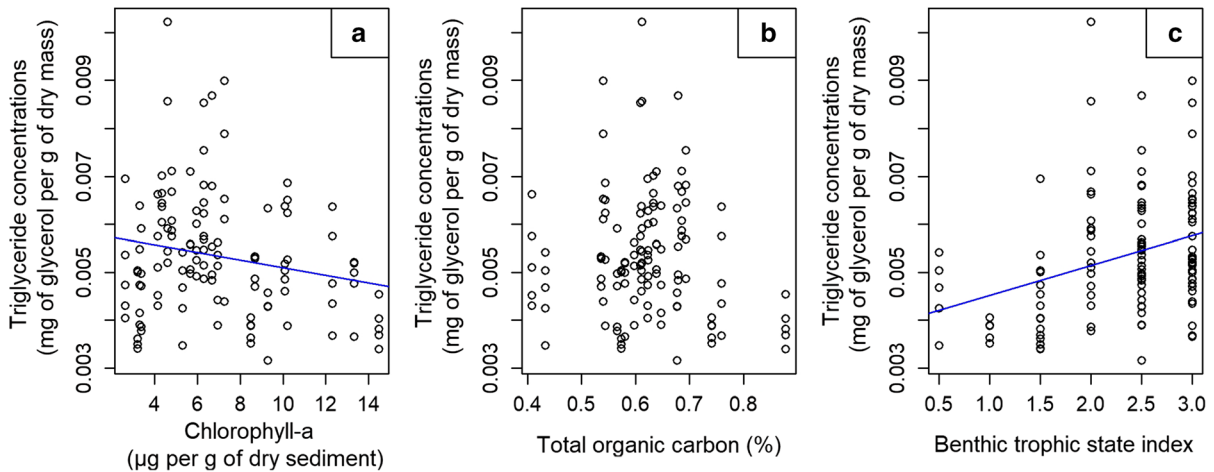 Triglyceride concentrations
(mg of glycerol per g of dry mass)
0.003 0.005 0.007 0.009
a
4 6 8 10 12 14
Chlorophyll-a
(µg per g of dry sediment)
Triglyceride concentrations
(mg of glycerol per g of dry mass)
0.003 0.005 0.007 0.009
b
0.4 0.5 0.6 0.7 0.8
Total organic carbon (%)
Triglyceride concentrations
(mg of glycerol per g of dry mass)
0.003 0.005 0.007 0.009
c
0.5 1.0 1.5 2.0 2.5 3.0
Benthic trophic state index